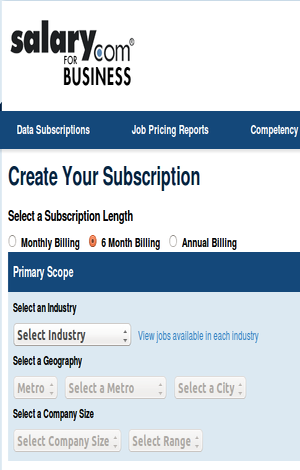 salary.com®
FOR
BUSINESS
Data Subscriptions Job Pricing Reports Competency
Create Your Subscription
Select a Subscription Length
Monthly Billing 6 Month Billing Annual Billing
Primary Scope
Select an Industry
Select Industry View jobs available in each industry
Select a Geography
Metro Select a Metro Select a City
Select a Company Size
Select Company Size Select Range